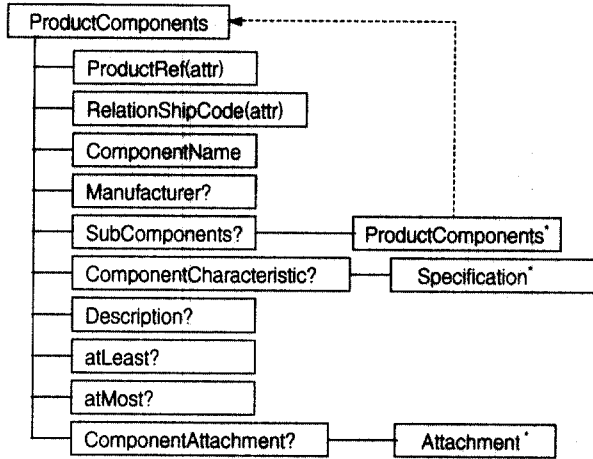 ProductComponents
ProductRef(attr)
RelationShipCode(attr)
ComponentName
Manufacturer?
SubComponents?
ProductComponents*
ComponentCharacteristic?
Specification*
Description?
atLeast?
atMost?
ComponentAttachment?
Attachment*